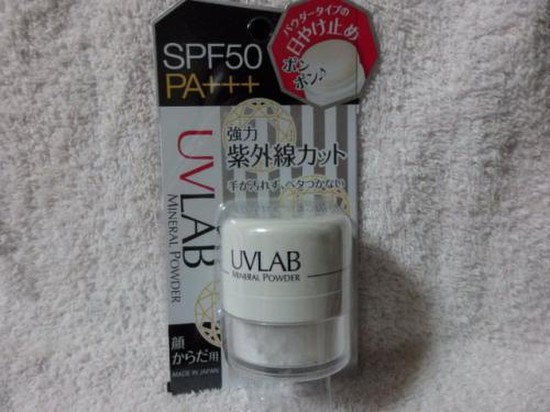 SPF50
PA+++
パウダータイプの
日やけ止め
ポン
ポン♪
UVLAB
MINERAL POWDER
強力
紫外線カット
手が汚れず、ベタつかない
UVLAB
MINERAL POWDER
顔
からだ用
MADE IN JAPAN